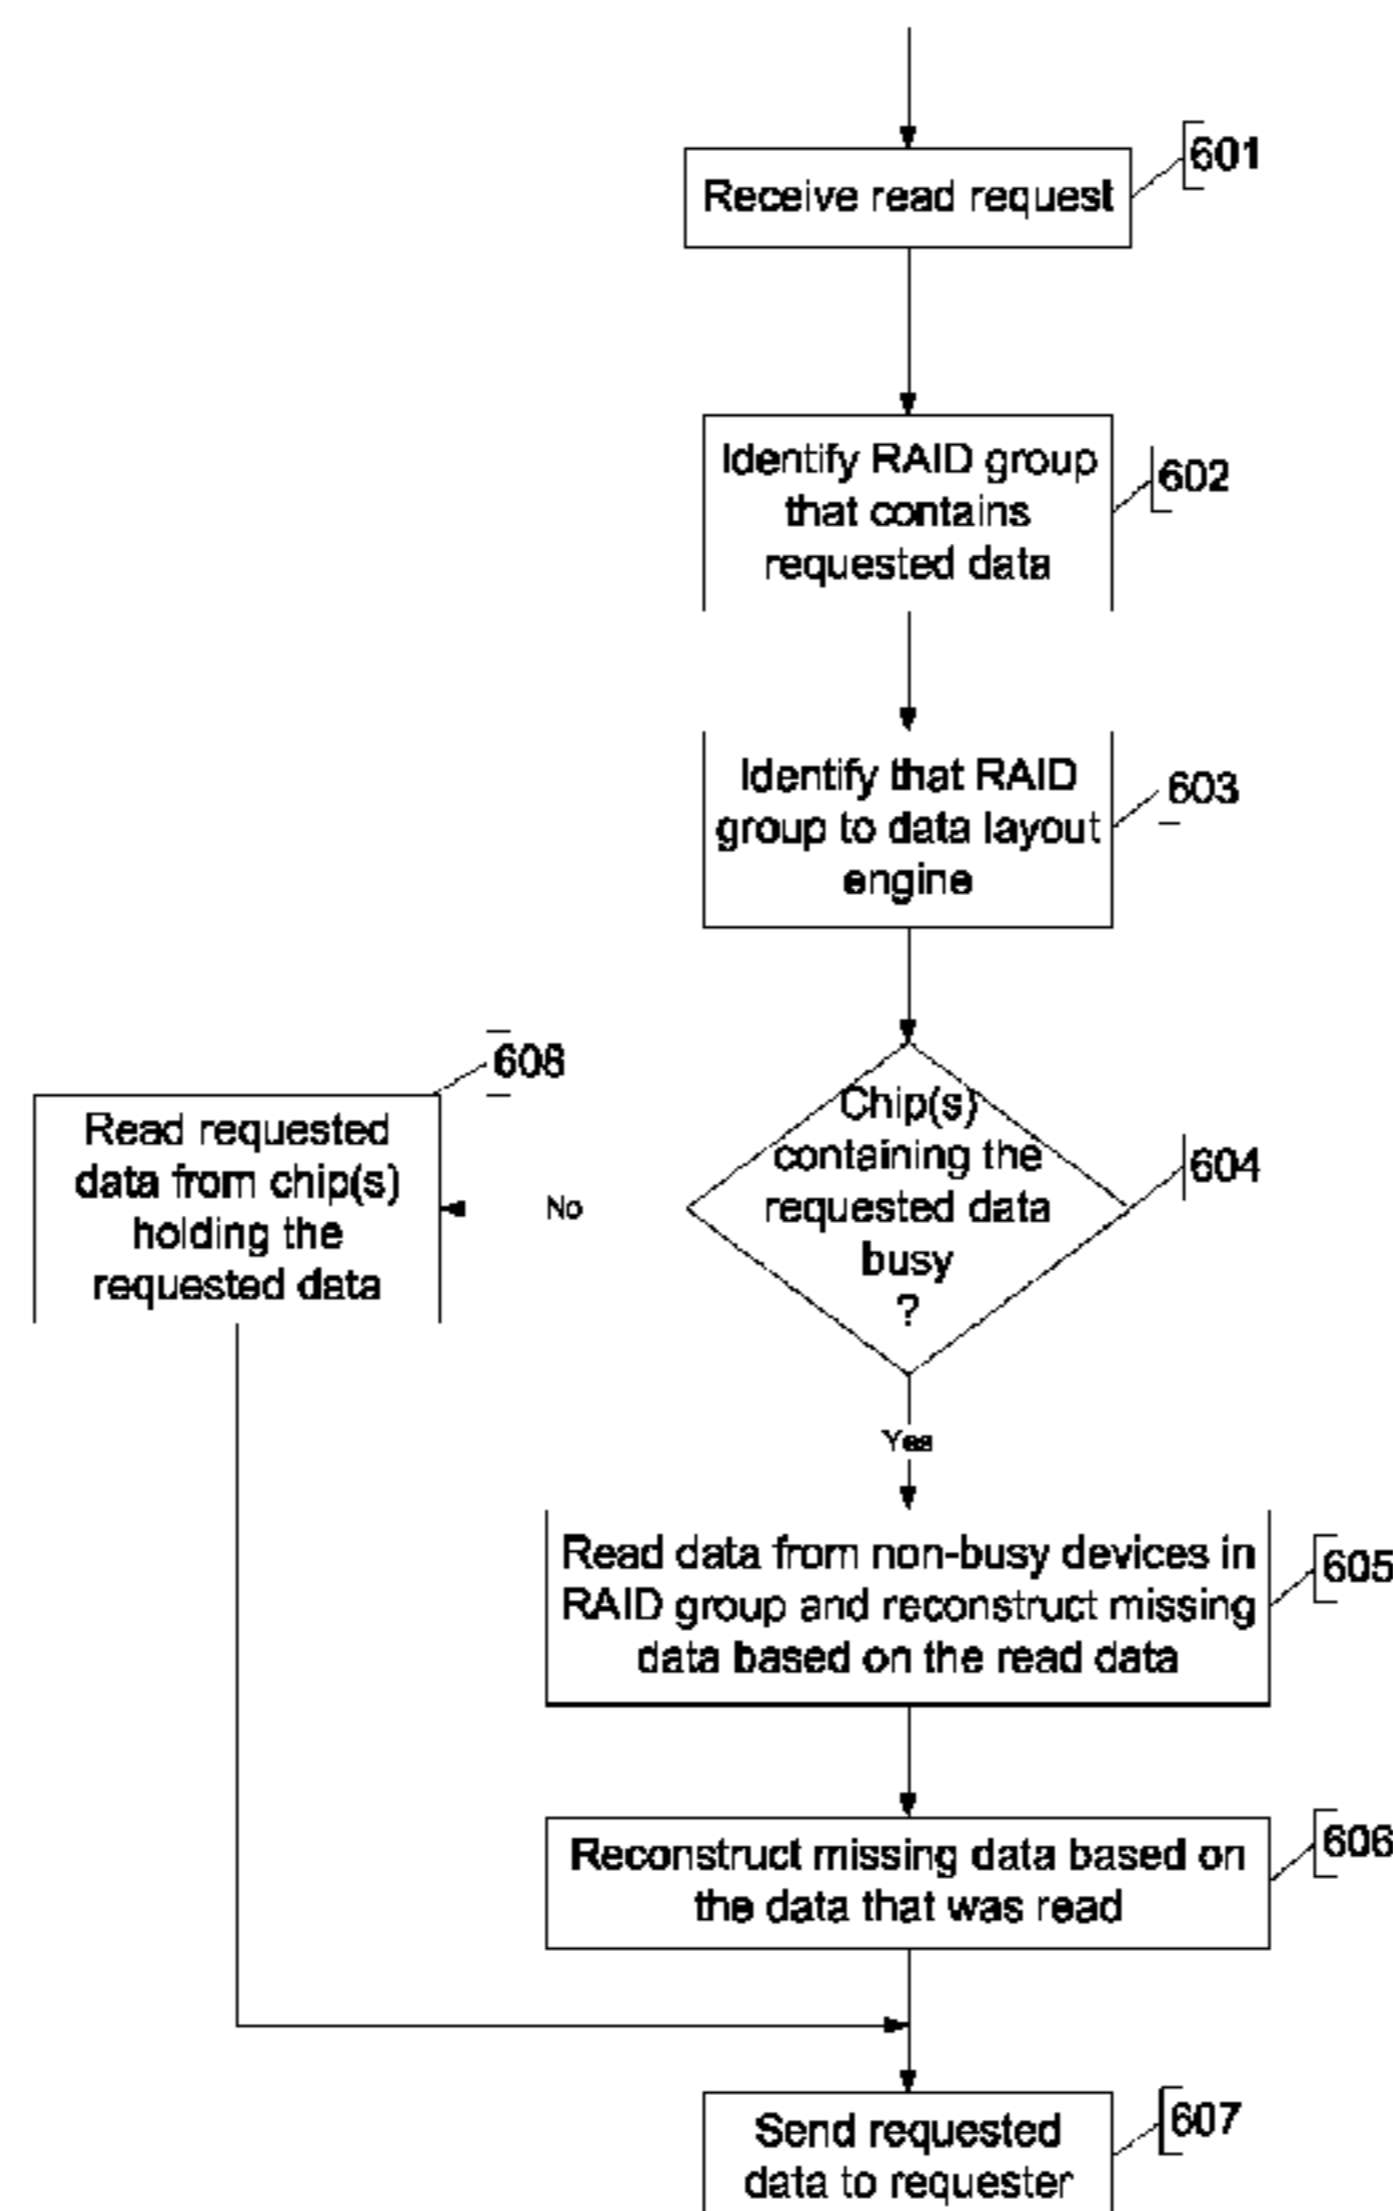 601
Receive read request
602
Identify RAID group
that contains
requested data
603
Identify that RAID
group to data layout
engine
604
Chip(s)
containing the
requested data
busy
?
No
608
Read requested
data from chip(s)
holding the
requested data
Yes
605
Read data from non-busy devices in
RAID group and reconstruct missing
data based on the read data
606
Reconstruct missing data based on
the data that was read
607
Send requested
data to requester